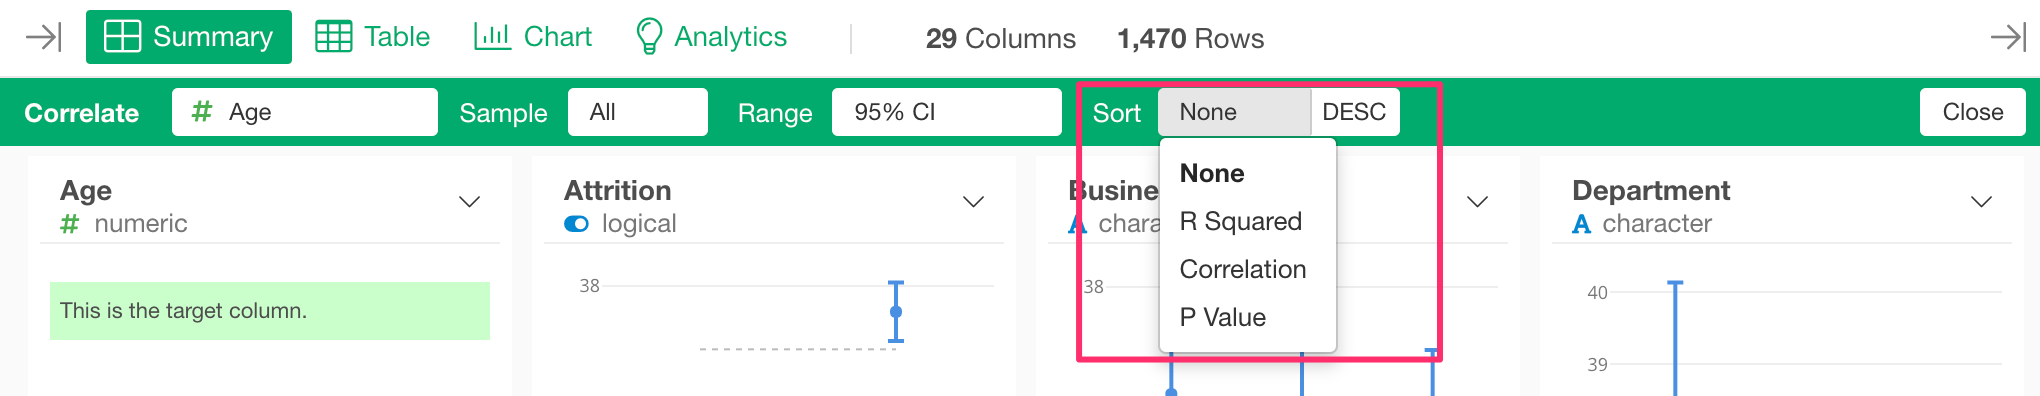 Summary Table Chart Analytics 29 Columns 1,470 Rows
Correlate # Age Sample All Range 95% CI Sort None DESC Close
None
R Squared
Correlation
P Value
Age
# numeric
This is the target column.
Attrition
logical
38
Busine
A chara
38
Department
A character
40
39